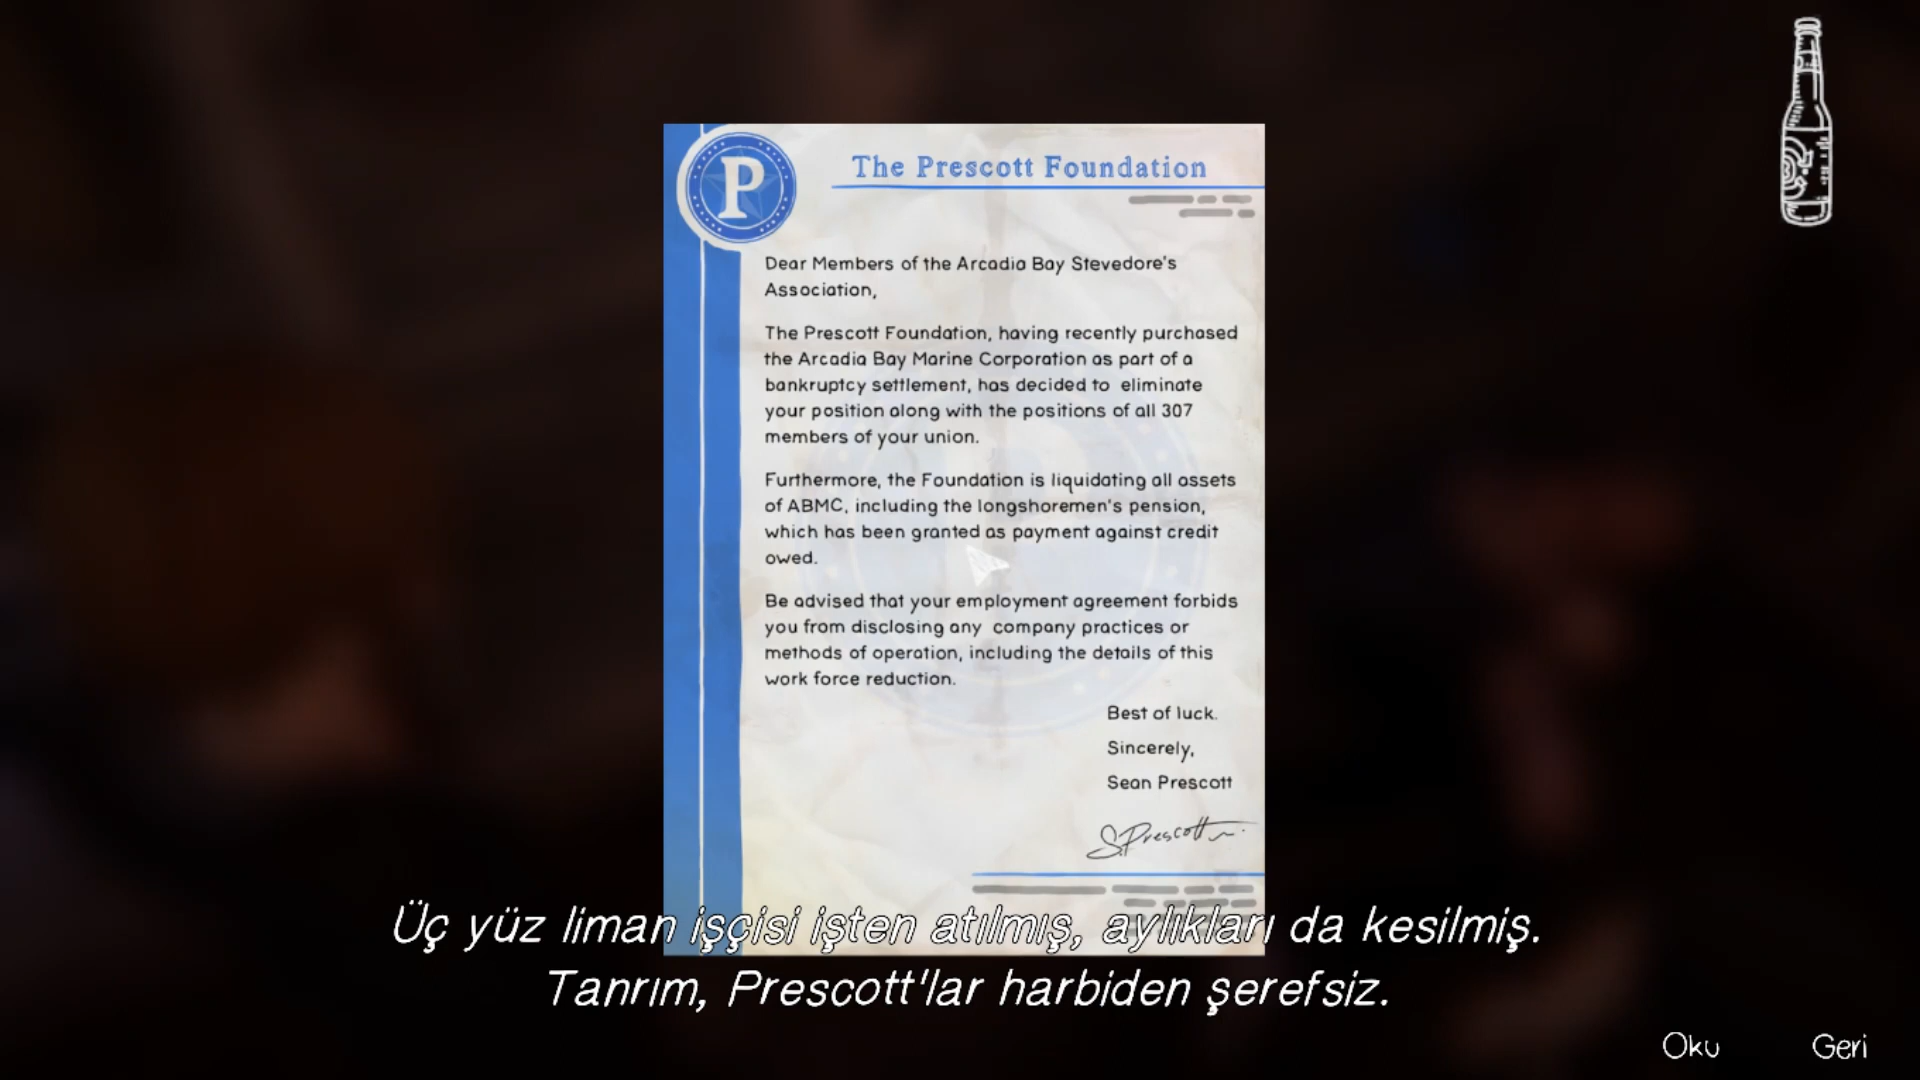 P
The Prescott Foundation
Dear Members of the Arcadia Bay Stevedore's
Association,
The Prescott Foundation, having recently purchased
the Arcadia Bay Marine Corporation as part of a
bankruptcy settlement, has decided to eliminate
your position along with the positions of all 307
members of your union.
Furthermore, the Foundation is liquidating all assets
of ABMC, including the longshoremen's pension,
which has been granted as payment against credit
owed.
Be advised that your employment agreement forbids
you from disclosing any company practices or
methods of operation, including the details of this
work force reduction.
Best of luck.
Sincerely,
Sean Prescott
S.Prescott
Üç yüz liman işçisi işten atılmış, aylıkları da kesilmiş.
Tanrım, Prescott'lar harbiden şerefsiz.
Oku
Geri